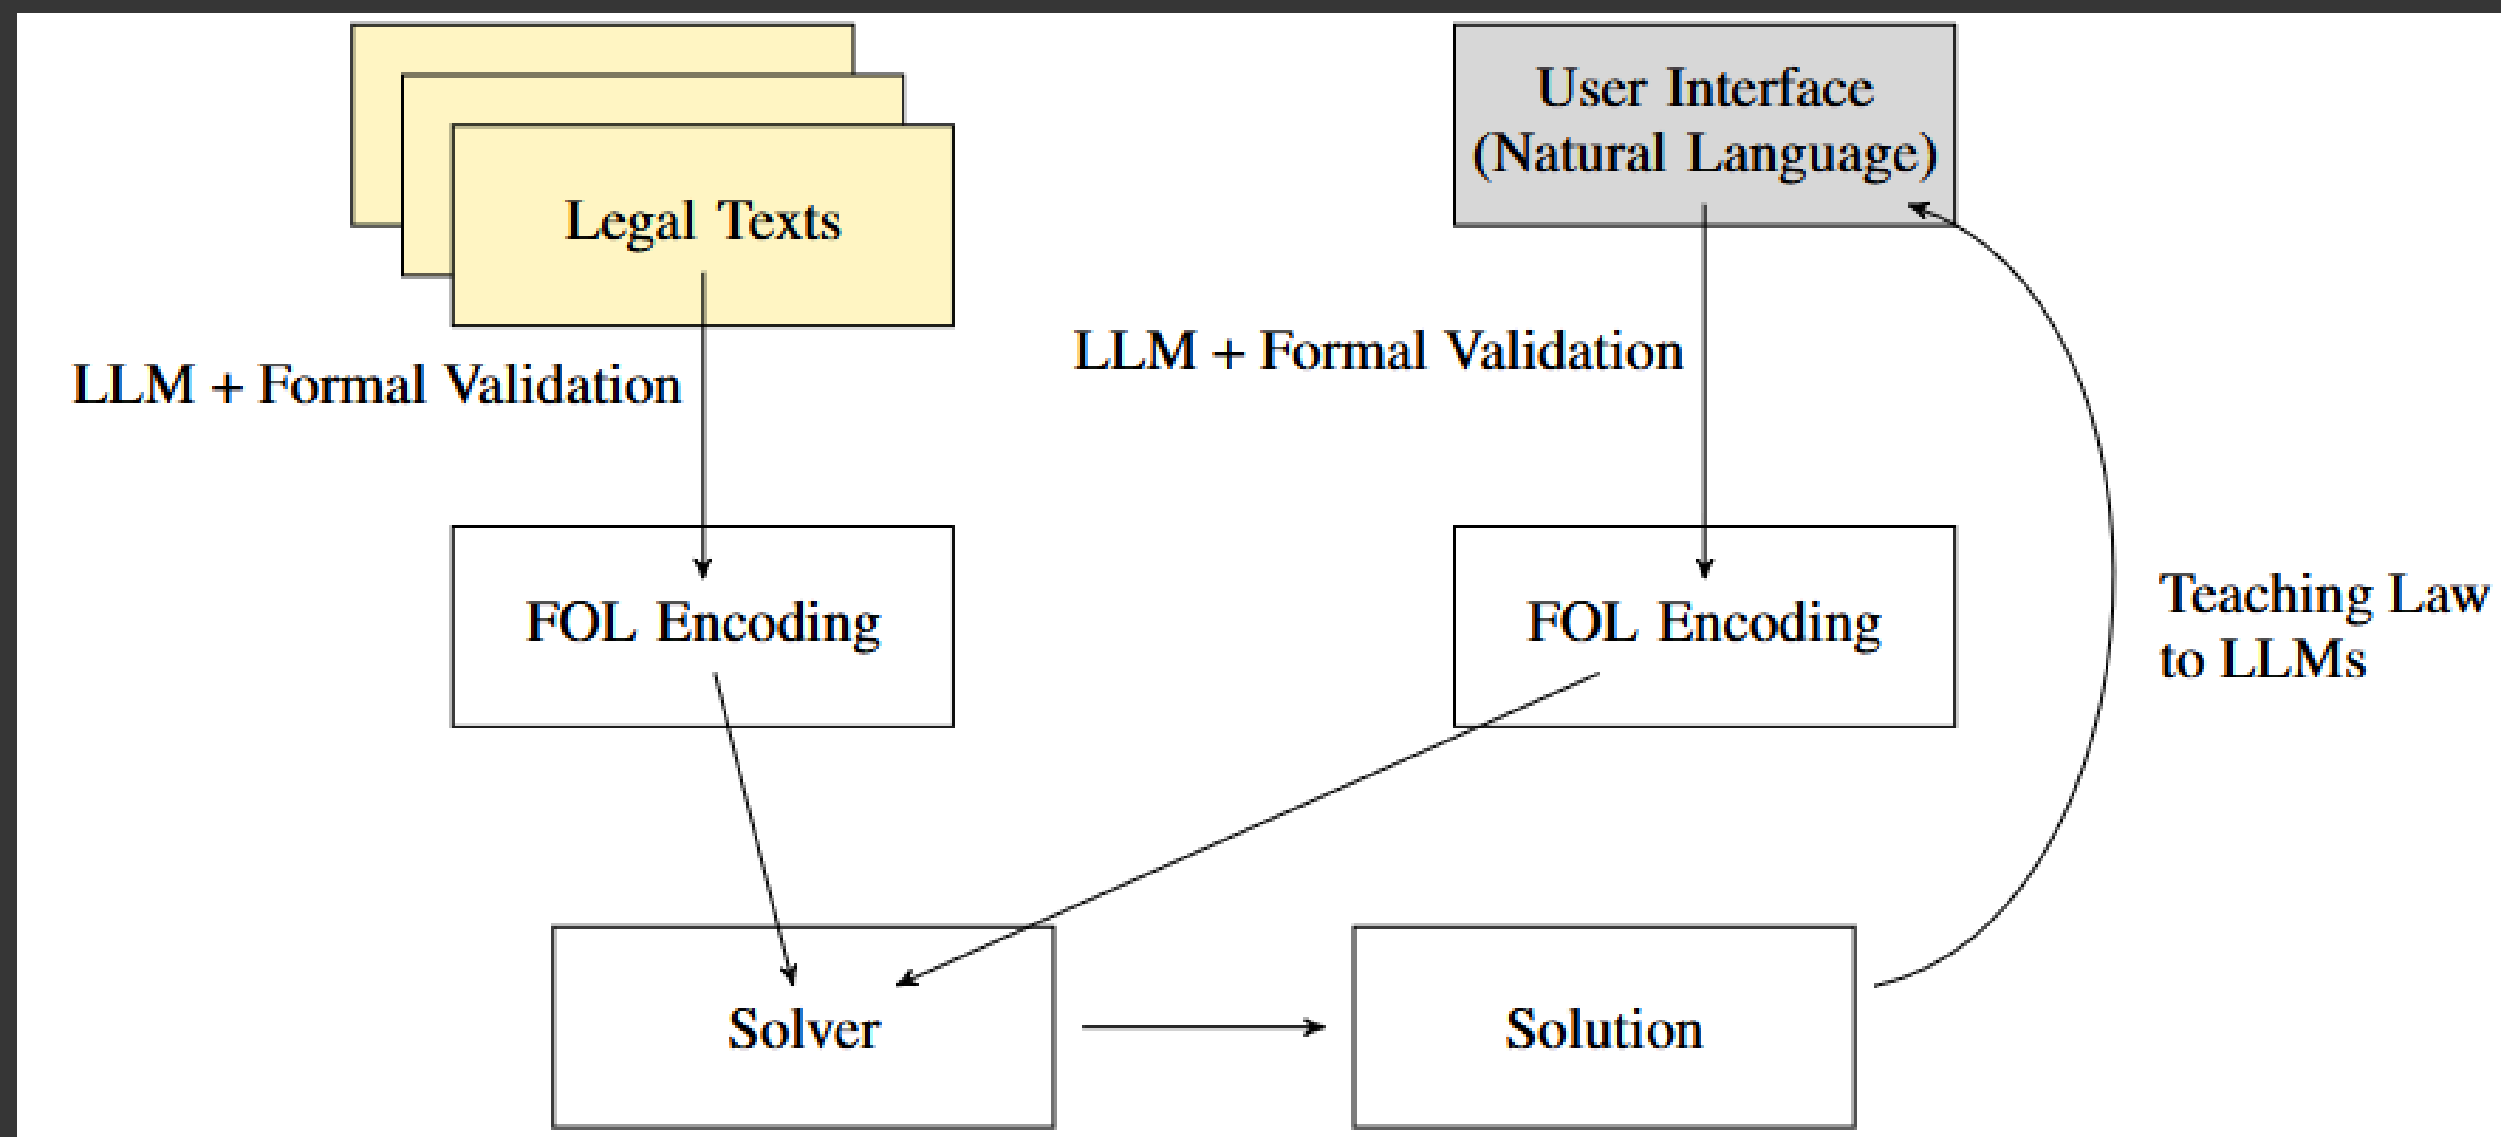 Legal Texts
User Interface
(Natural Language)
LLM + Formal Validation
LLM + Formal Validation
FOL Encoding
FOL Encoding
Teaching Law
to LLMs
Solver
Solution